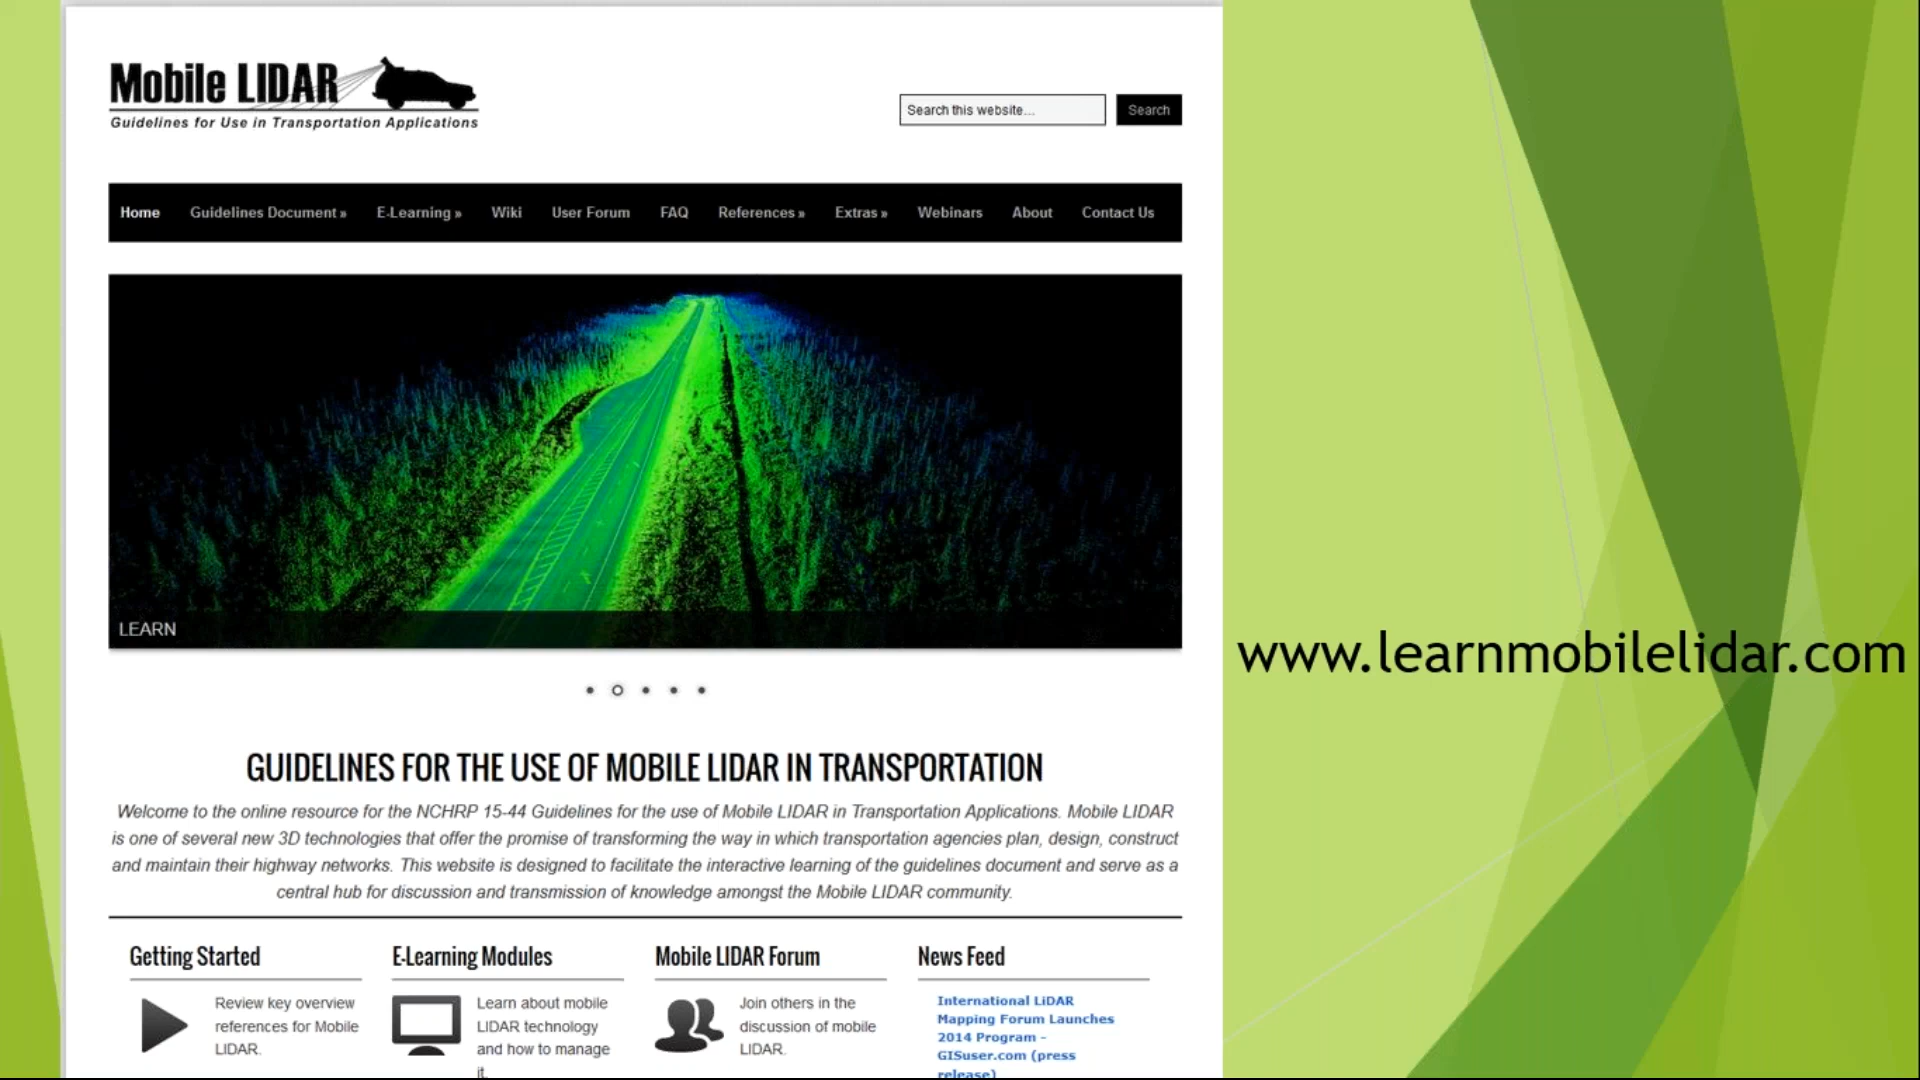 Mobile LIDAR
Guidelines for Use in Transportation Applications
Search this website...
Search
Home Guidelines Document » E-Learning » Wiki User Forum FAQ References » Extras » Webinars About Contact Us
LEARN
www.learnmobilelidar.com
GUIDELINES FOR THE USE OF MOBILE LIDAR IN TRANSPORTATION
Welcome to the online resource for the NCHRP 15-44 Guidelines for the use of Mobile LIDAR in Transportation Applications. Mobile LIDAR
is one of several new 3D technologies that offer the promise of transforming the way in which transportation agencies plan, design, construct
and maintain their highway networks. This website is designed to facilitate the interactive learning of the guidelines document and serve as a
central hub for discussion and transmission of knowledge amongst the Mobile LIDAR community.
Getting Started
Review key overview
references for Mobile
LIDAR.
E-Learning Modules
Learn about mobile
LIDAR technology
and how to manage
it.
Mobile LIDAR Forum
Join others in the
discussion of mobile
LIDAR.
News Feed
International LiDAR
Mapping Forum Launches
2014 Program -
GISuser.com (press
release)